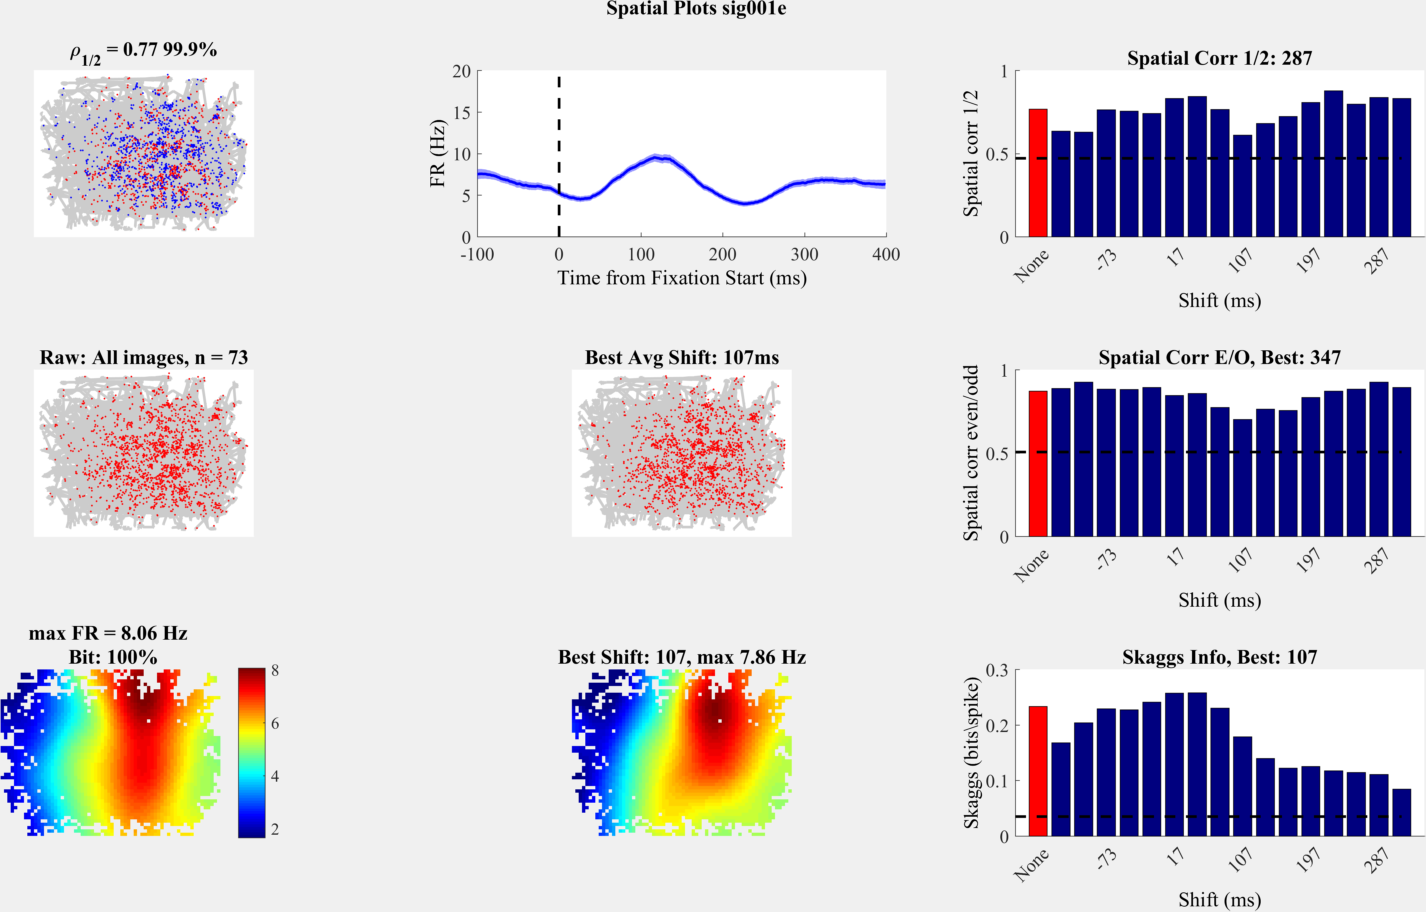 Spatial Plots sig001e
ρ1/2 = 0.77 99.9%
20
15
10
5
0
FR (Hz)
-100 0 100 200 300 400
Time from Fixation Start (ms)
Spatial Corr 1/2: 287
1
0.5
0
Spatial corr 1/2
None -73 17 107 197 287
Shift (ms)
Raw: All images, n = 73
Best Avg Shift: 107ms
Spatial Corr E/O, Best: 347
1
0.5
0
Spatial corr even/odd
None -73 17 107 197 287
Shift (ms)
max FR = 8.06 Hz
Bit: 100%
8
6
4
2
Best Shift: 107, max 7.86 Hz
Skaggs Info, Best: 107
0.3
0.2
0.1
0
Skaggs (bits\spike)
None -73 17 107 197 287
Shift (ms)